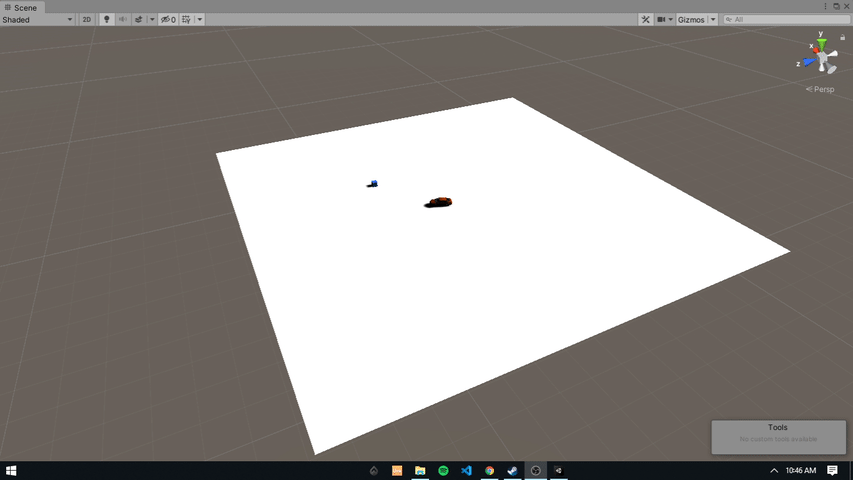 Scene
Shaded 2D 0 Gizmos All
y
x
z
Persp
Tools
No custom tools available
10:46 AM